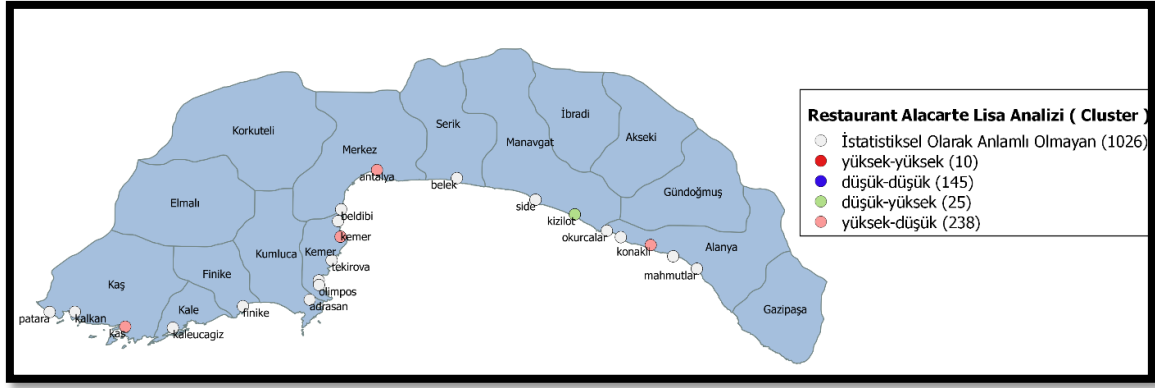 Restaurant Alacarte Lisa Analizi ( Cluster )
İstatistiksel Olarak Anlamlı Olmayan (1026)
yüksek-yüksek (10)
düşük-düşük (145)
düşük-yüksek (25)
yüksek-düşük (238)
Korkuteli
Merkez
Serik
Manavgat
İbradi
Akseki
Gündoğmuş
Elmalı
antalya
belek
side
kizilot
okurcalar
konakli
Alanya
mahmutlar
Gazipaşa
beldibi
kemer
Kemer
tekirova
olimpos
adrasan
Kumluca
Finike
finike
Kaş
Kale
patara
kalkan
kaş
kaleucagiz